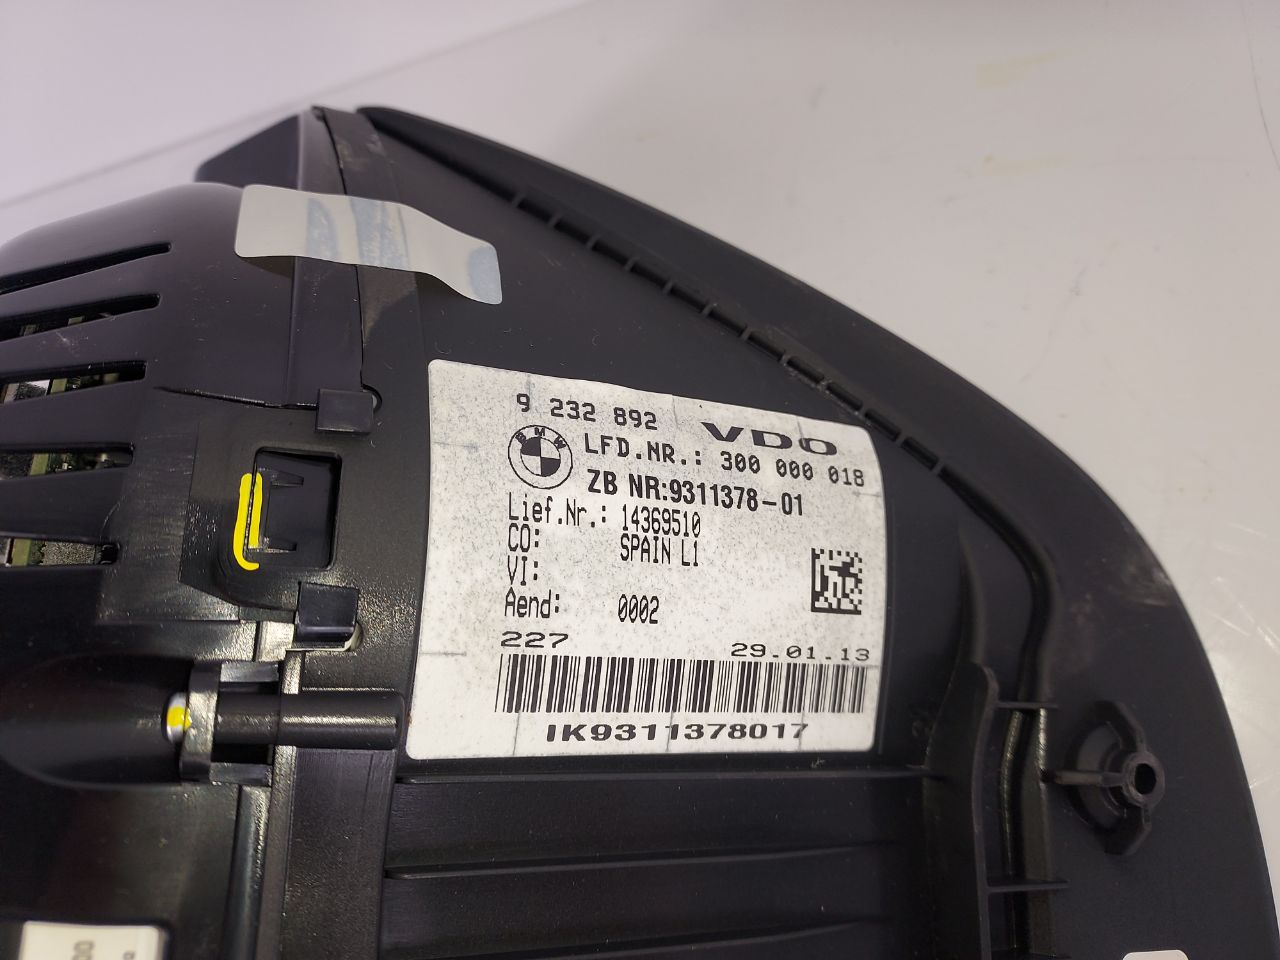 9 232 892 VDO
BMW LFD.NR.: 300 000 018
ZB NR:9311378-01
Lief.Nr.: 14369510
CO: SPAIN L1
VI:
Aend: 0002
227 29.01.13
IK9311378017